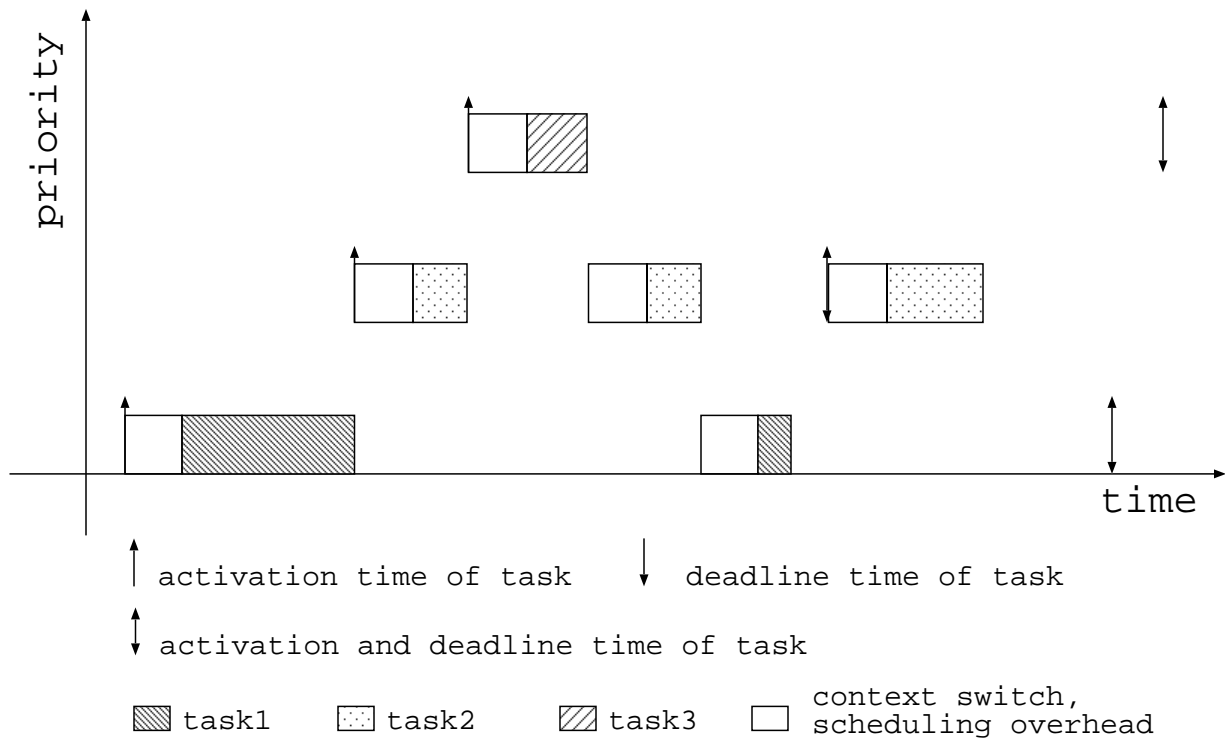 priority
time
activation time of task
deadline time of task
activation and deadline time of task
task1
task2
task3
context switch,
scheduling overhead